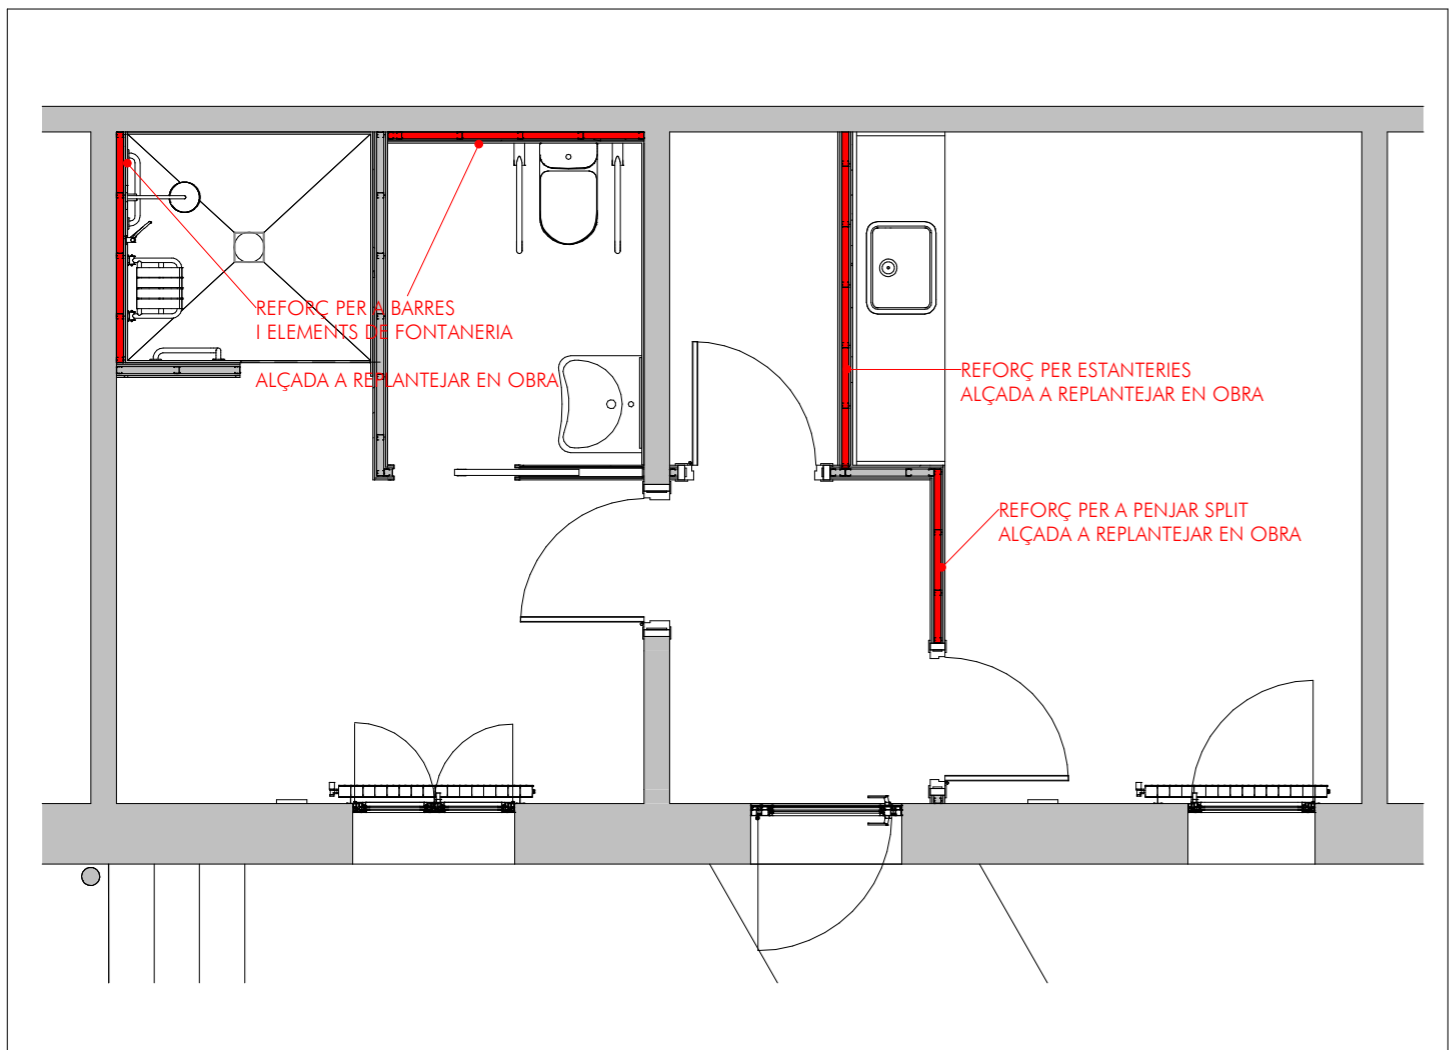 REFORÇ PER A BARRES
I ELEMENTS DE FONTANERIA
ALÇADA A REPLANTEJAR EN OBRA
REFORÇ PER ESTANTERIES
ALÇADA A REPLANTEJAR EN OBRA
REFORÇ PER A PENJAR SPLIT
ALÇADA A REPLANTEJAR EN OBRA